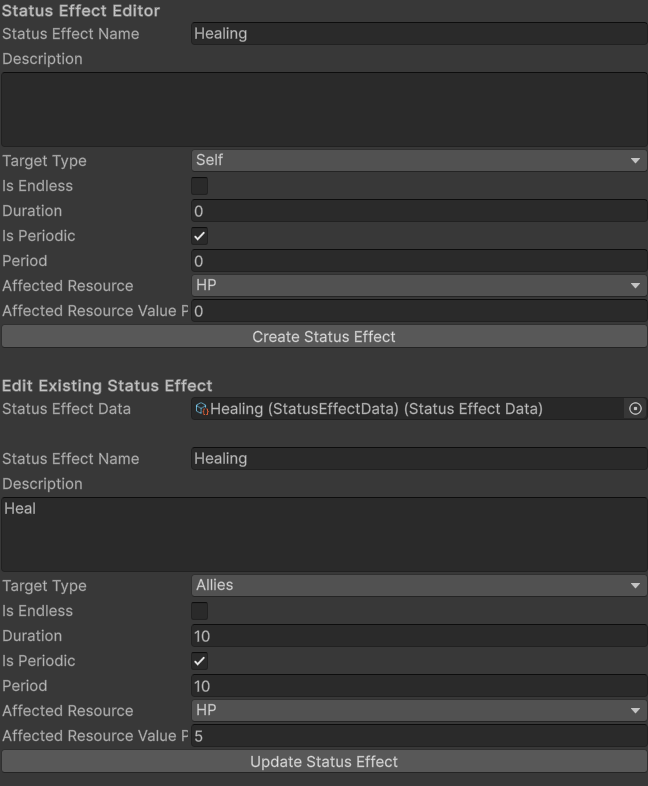 Status Effect Editor
Status Effect Name Healing
Description
Target Type Self
Is Endless
Duration 0
Is Periodic
Period 0
Affected Resource HP
Affected Resource Value P 0
Create Status Effect
Edit Existing Status Effect
Status Effect Data Healing (StatusEffectData) (Status Effect Data)
Status Effect Name Healing
Description
Heal
Target Type Allies
Is Endless
Duration 10
Is Periodic
Period 10
Affected Resource HP
Affected Resource Value P 5
Update Status Effect